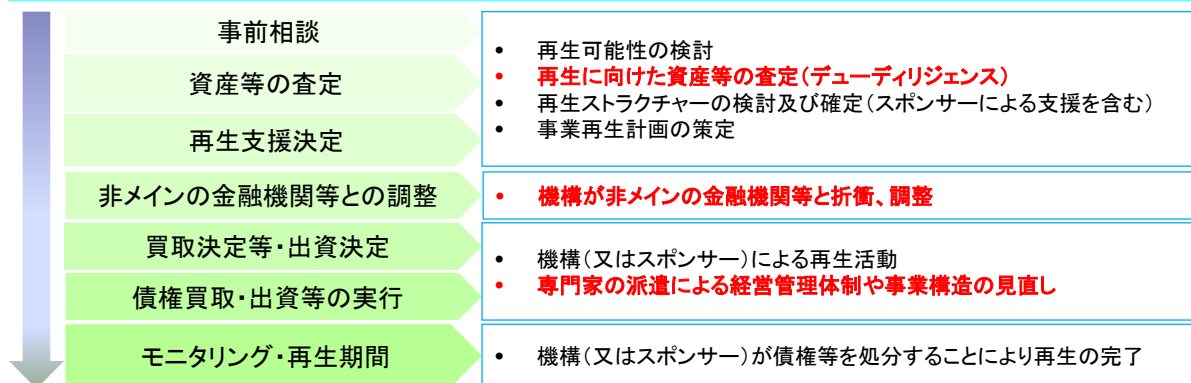 事前相談
資産等の査定
再生支援決定
• 再生可能性の検討
• 再生に向けた資産等の査定(デューディリジェンス)
• 再生ストラクチャーの検討及び確定(スポンサーによる支援を含む)
• 事業再生計画の策定
非メインの金融機関等との調整
• 機構が非メインの金融機関等と折衝、調整
買取決定等・出資決定
債権買取・出資等の実行
• 機構(又はスポンサー)による再生活動
• 専門家の派遣による経営管理体制や事業構造の見直し
モニタリング・再生期間
• 機構(又はスポンサー)が債権等を処分することにより再生の完了